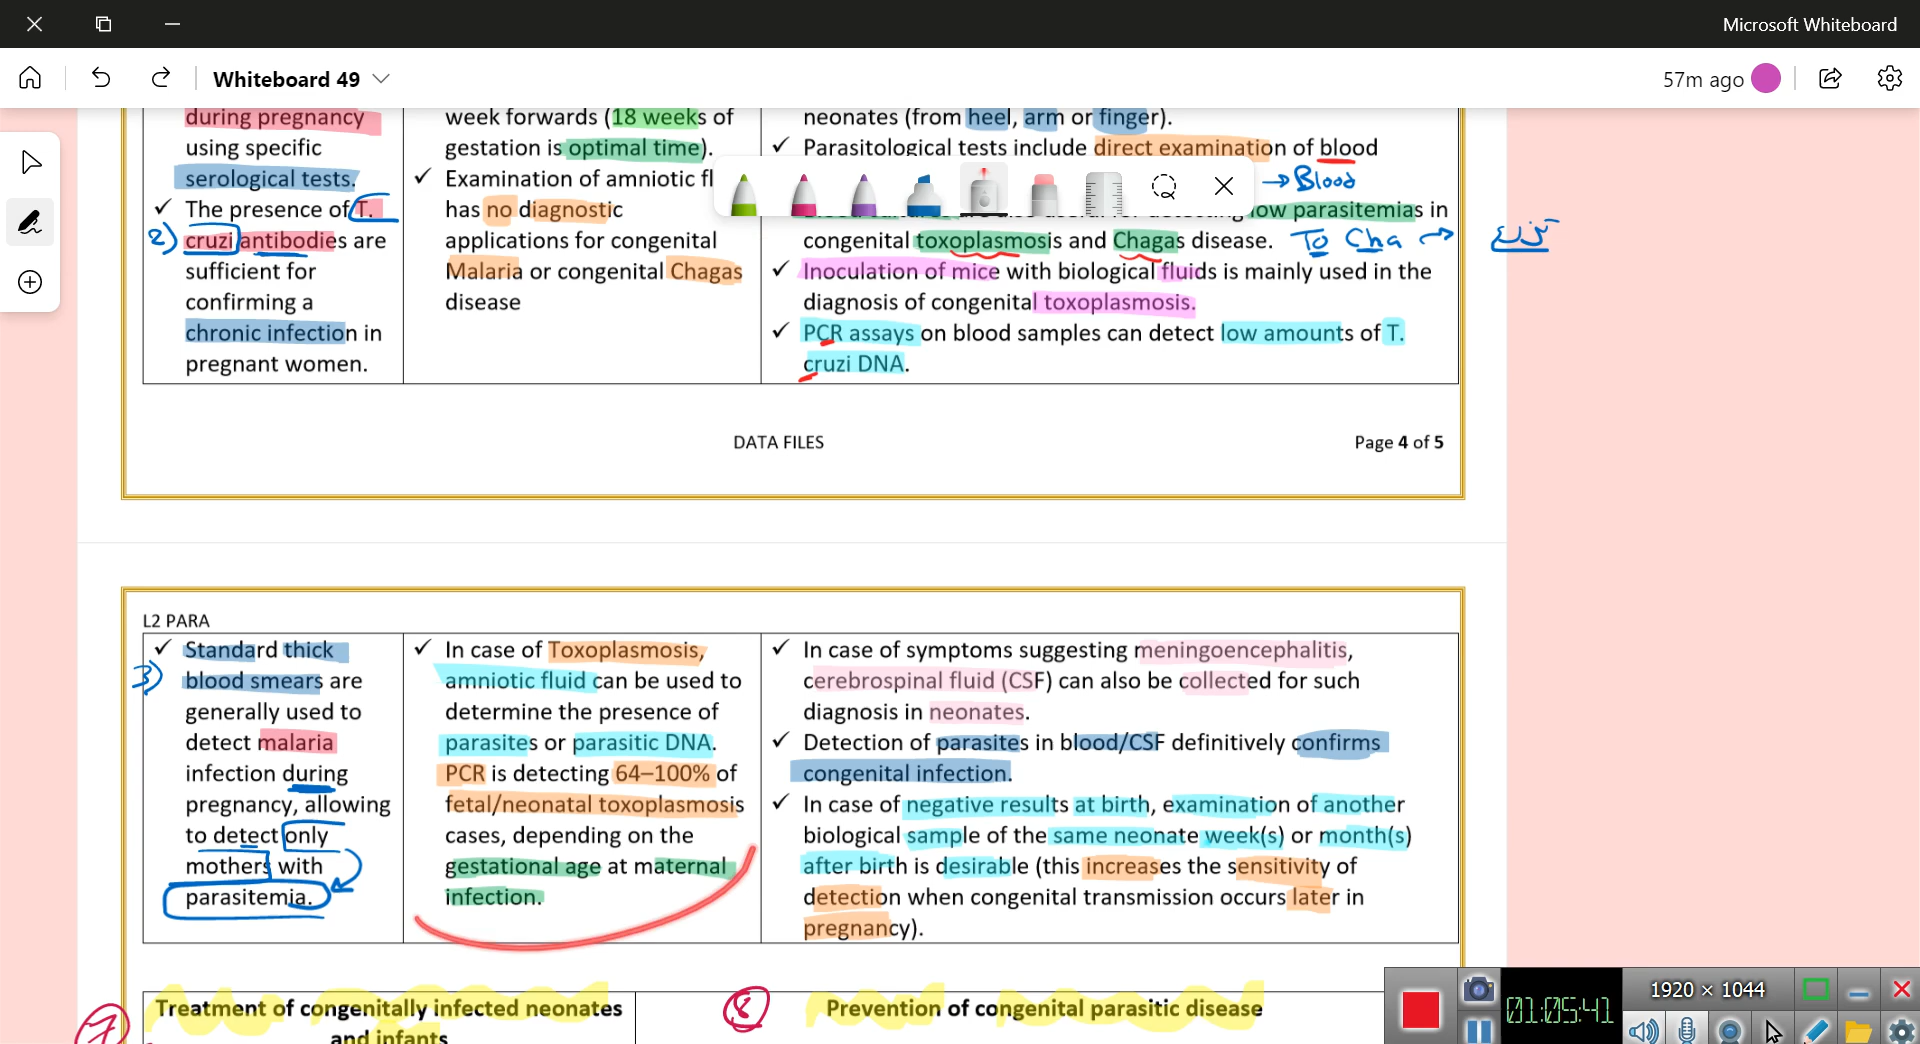 Microsoft Whiteboard
Whiteboard 49
57m ago
during pregnancy
using specific
serological tests.
✓ The presence of T.
2) cruzi antibodies are
sufficient for
confirming a
chronic infection in
pregnant women.
week forwards (18 weeks of
gestation is optimal time).
✓ Examination of amniotic fl
has no diagnostic
applications for congenital
Malaria or congenital Chagas
disease
neonates (from heel, arm or finger).
✓ Parasitological tests include direct examination of blood
→ Blood
low parasitemias in
congenital toxoplasmosis and Chagas disease. To Cha →
✓ Inoculation of mice with biological fluids is mainly used in the
diagnosis of congenital toxoplasmosis.
✓ PCR assays on blood samples can detect low amounts of T.
cruzi DNA.
DATA FILES
Page 4 of 5
L2 PARA
✓ Standard thick
3) blood smears are
generally used to
detect malaria
infection during
pregnancy, allowing
to detect only
mothers with
parasitemia.
✓ In case of Toxoplasmosis,
amniotic fluid can be used to
determine the presence of
parasites or parasitic DNA.
PCR is detecting 64–100% of
fetal/neonatal toxoplasmosis
cases, depending on the
gestational age at maternal
infection.
✓ In case of symptoms suggesting meningoencephalitis,
cerebrospinal fluid (CSF) can also be collected for such
diagnosis in neonates.
✓ Detection of parasites in blood/CSF definitively confirms
congenital infection.
✓ In case of negative results at birth, examination of another
biological sample of the same neonate week(s) or month(s)
after birth is desirable (this increases the sensitivity of
detection when congenital transmission occurs later in
pregnancy).
7 Treatment of congenitally infected neonates
and infants
8 Prevention of congenital parasitic disease
1920 × 1044
01:05:41